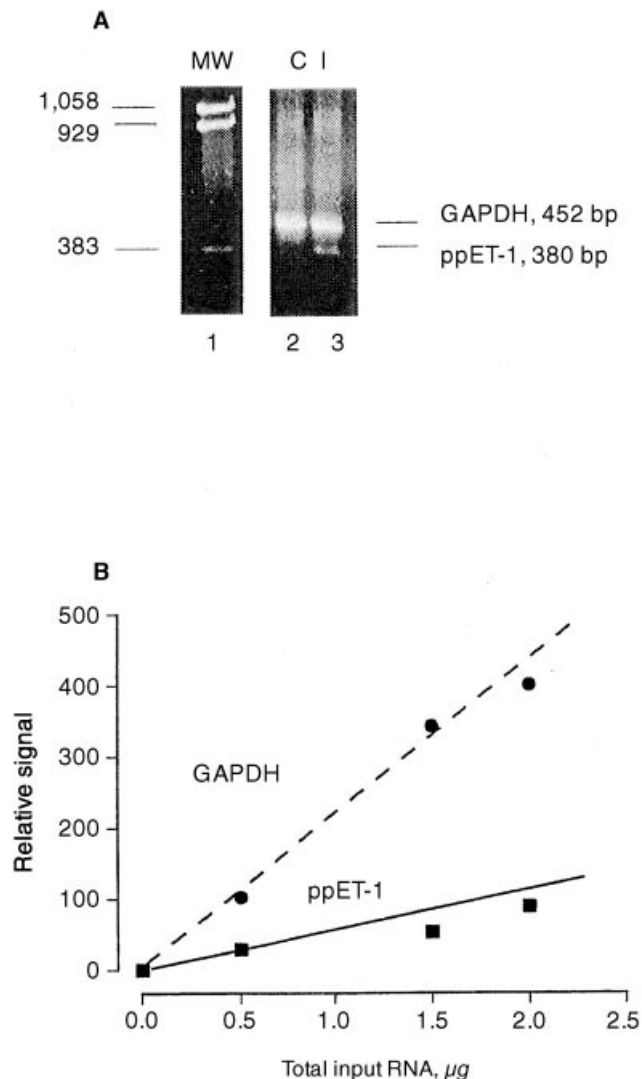 A
MW C I
1,058
929
383
GAPDH, 452 bp
ppET-1, 380 bp
1 2 3
B
500
400
300
200
100
0
Relative signal
GAPDH
ppET-1
0.0 0.5 1.0 1.5 2.0 2.5
Total input RNA, µg